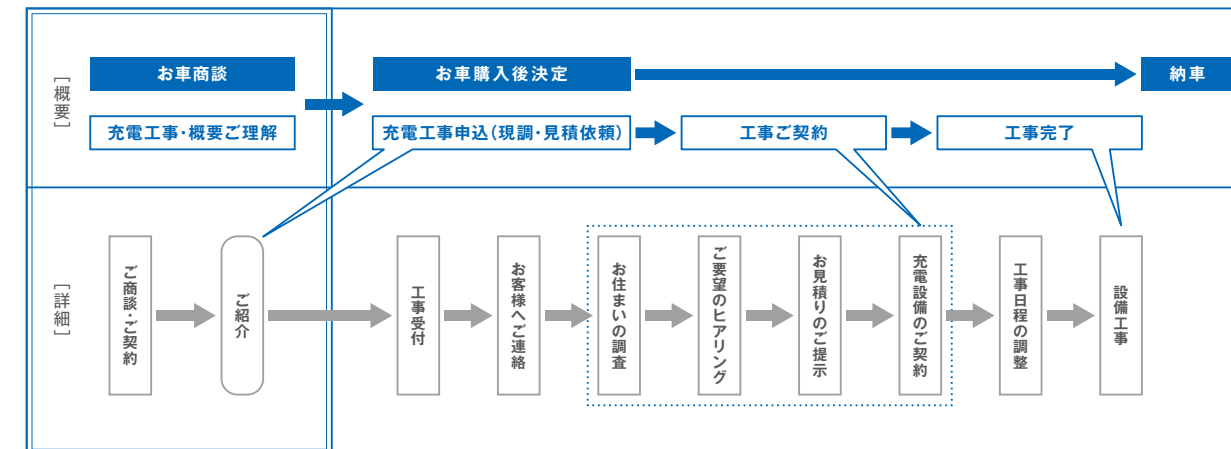 [概要]
お車商談
お車購入後決定
納車
充電工事・概要ご理解
充電工事申込(現調・見積依頼)
工事ご契約
工事完了
[詳細]
ご商談・ご契約
ご紹介
工事受付
お客様へご連絡
お住まいの調査
ご要望のヒアリング
お見積りのご提示
充電設備のご契約
工事日程の調整
設備工事